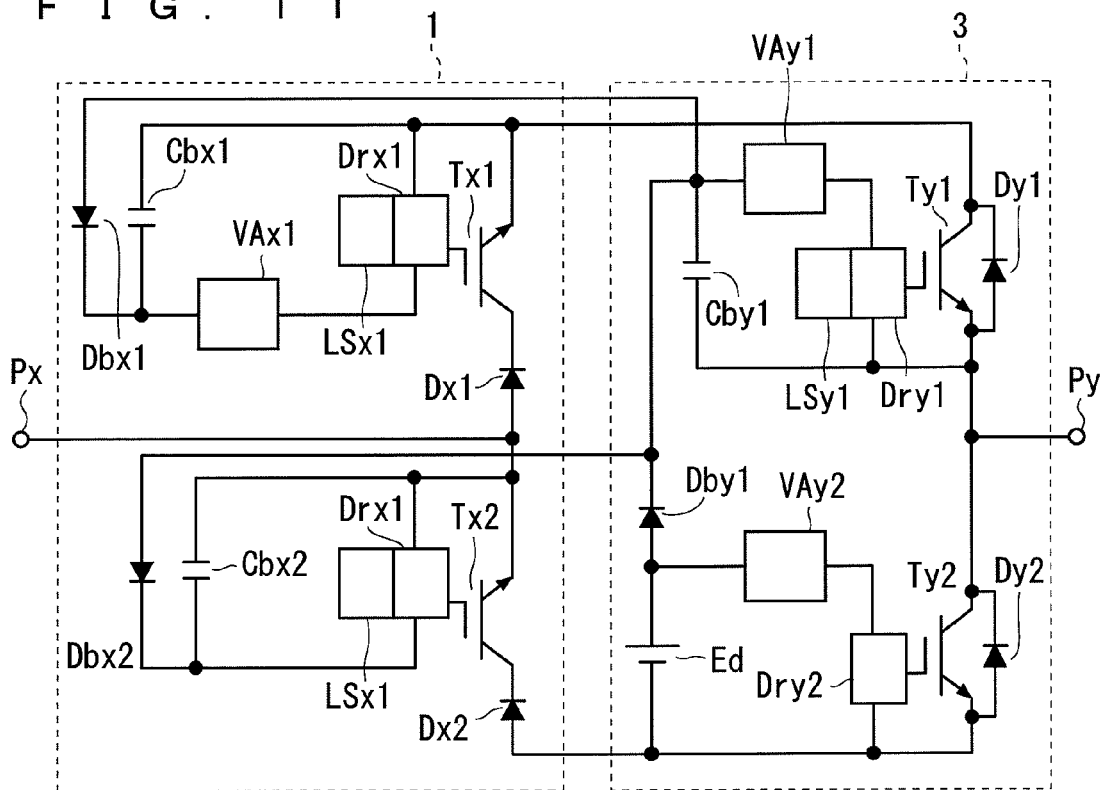 F I G . 1 1
1
3
VAy1
Cbx1
Drx1
Tx1
Ty1
Dy1
VAx1
Cby1
LSx1
Dbx1
Px
Dx1
LSy1
Dry1
Py
Drx1
Tx2
Dby1
VAy2
Cbx2
Ty2
Dy2
Dbx2
Ed
LSx1
Dry2
Dx2